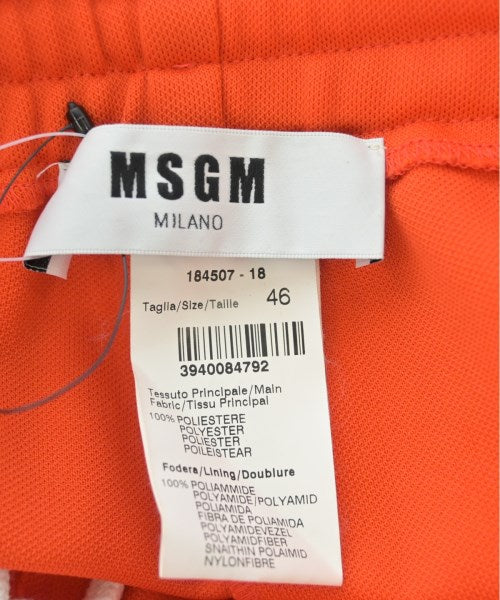 MSGM
MILANO
184507 - 18
Taglia/Size/Taille 46
3940084792
Tessuto Principale/Main
Fabric/Tissu Principal
100% POLIESTERE
POLYESTER
POLIESTER
POILEISTEAR
Fodera/Lining/Doublure
100% POLIAMMIDE
POLYAMIDE/POLYAMID
POLIAMIDA
FIBRA DE POLIAMIDA
POLYAMIDEVEZEL
POLYAMIDFIBER
SNAITHIN POLAIMID
NYLONFIBRE